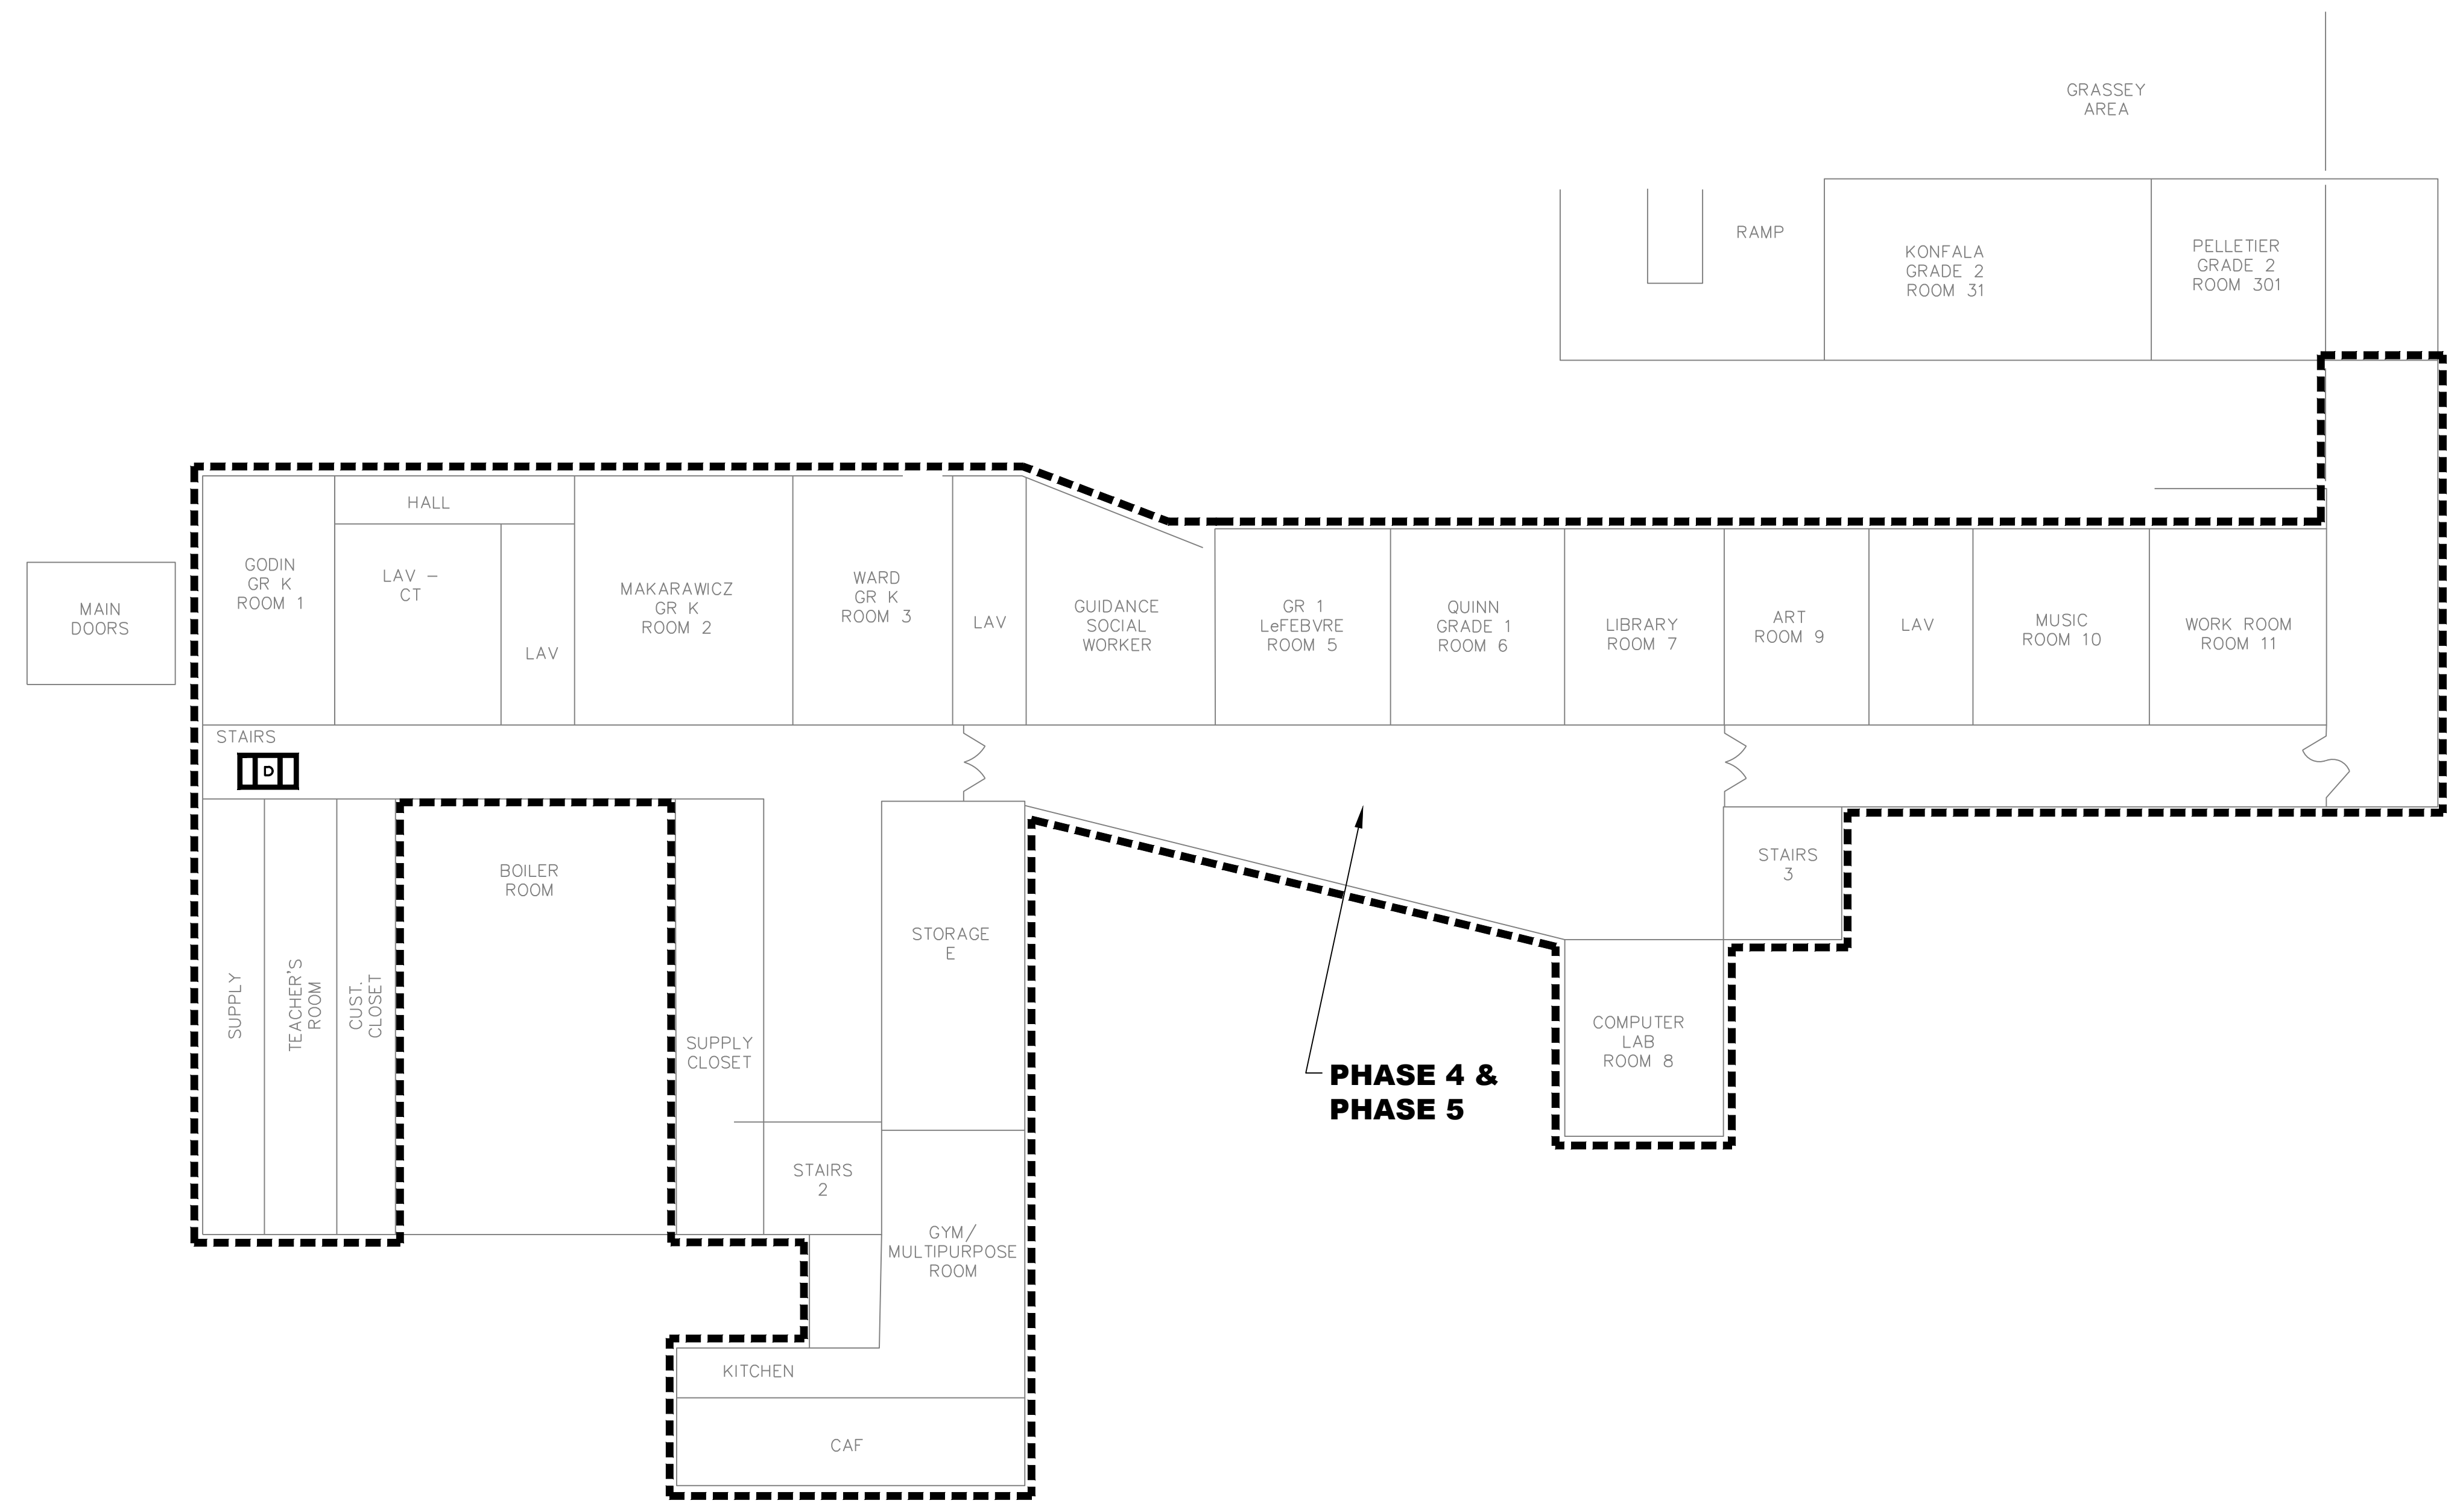 GRASSEY
AREA
RAMP
KONFALA
GRADE 2
ROOM 31
PELLETIER
GRADE 2
ROOM 301
MAIN
DOORS
GODIN
GR K
ROOM 1
HALL
LAV –
CT
LAV
MAKARAWICZ
GR K
ROOM 2
WARD
GR K
ROOM 3
LAV
GUIDANCE
SOCIAL
WORKER
GR 1
LeFEBVRE
ROOM 5
QUINN
GRADE 1
ROOM 6
LIBRARY
ROOM 7
ART
ROOM 9
LAV
MUSIC
ROOM 10
WORK ROOM
ROOM 11
STAIRS
D
BOILER
ROOM
STORAGE
E
STAIRS
3
SUPPLY
TEACHER'S
ROOM
CUST.
CLOSET
SUPPLY
CLOSET
COMPUTER
LAB
ROOM 8
PHASE 4 &
PHASE 5
STAIRS
2
GYM/
MULTIPURPOSE
ROOM
KITCHEN
CAF